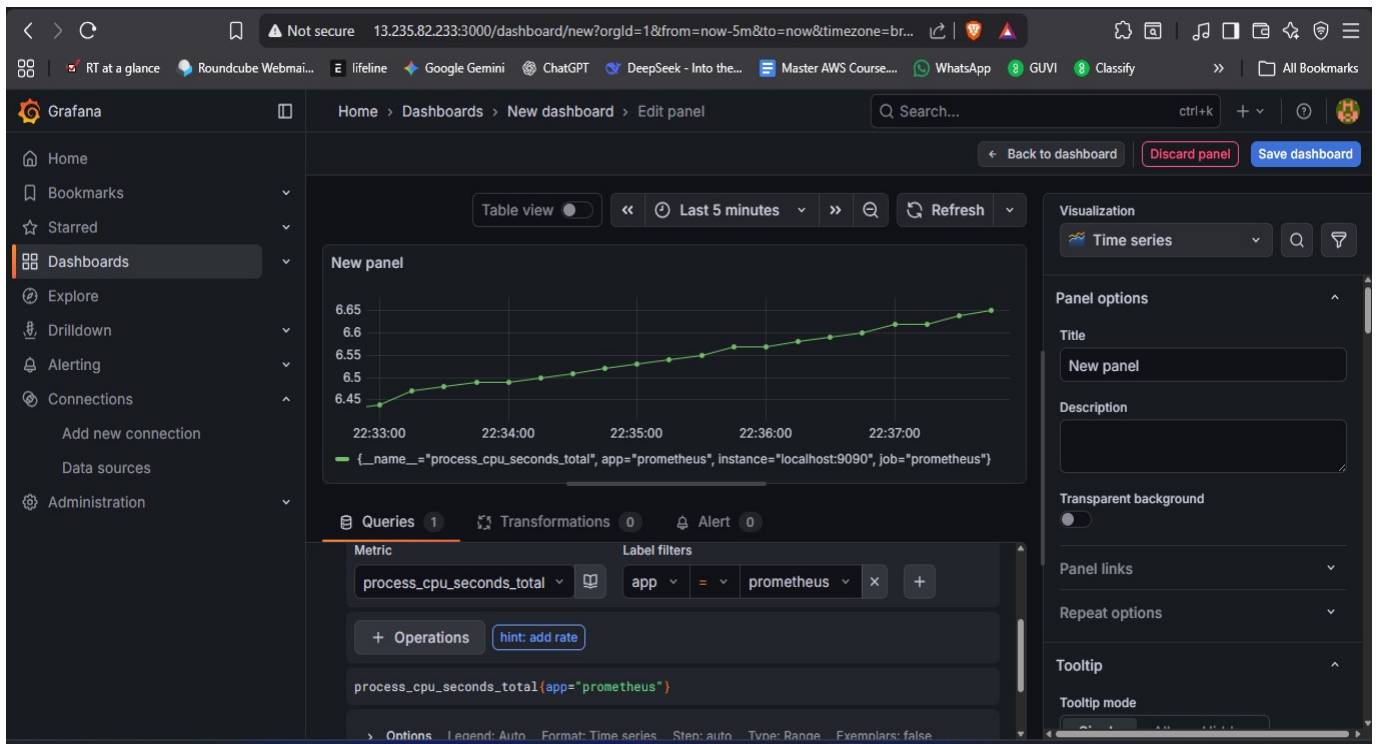 Not secure 13.235.82.233:3000/dashboard/new?orgId=1&from=now-5m&to=now&timezone=br...
RT at a glance Roundcube Webmai... lifeline Google Gemini ChatGPT DeepSeek - Into the... Master AWS Course.... WhatsApp GUVI Classify » All Bookmarks
Grafana
Home > Dashboards > New dashboard > Edit panel
Search... ctrl+k
← Back to dashboard Discard panel Save dashboard
Home
Bookmarks
Starred
Dashboards
Explore
Drilldown
Alerting
Connections
Add new connection
Data sources
Administration
Table view « Last 5 minutes » Refresh
New panel
6.65
6.6
6.55
6.5
6.45
22:33:00 22:34:00 22:35:00 22:36:00 22:37:00
{__name__="process_cpu_seconds_total", app="prometheus", instance="localhost:9090", job="prometheus"}
Queries 1 Transformations 0 Alert 0
Metric Label filters
process_cpu_seconds_total app = prometheus × +
+ Operations hint: add rate
process_cpu_seconds_total{app="prometheus"}
> Options Legend: Auto Format: Time series Step: auto Type: Range Exemplars: false
Visualization
Time series
Panel options
Title
New panel
Description
Transparent background
Panel links
Repeat options
Tooltip
Tooltip mode